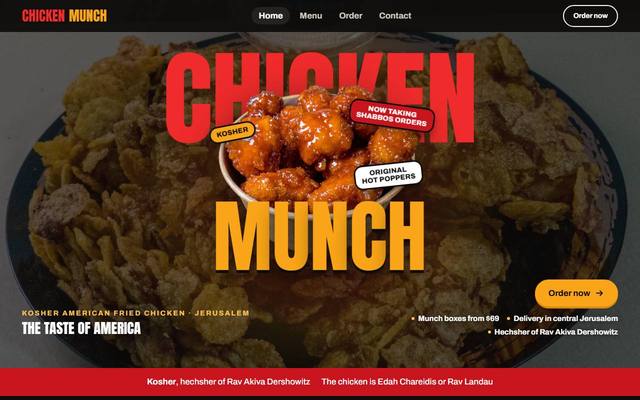 CHICKEN MUNCH
Home Menu Order Contact
Order now
CHICKEN
KOSHER
NOW TAKING
SHABBOS ORDERS
ORIGINAL
HOT POPPERS
MUNCH
Order now →
KOSHER AMERICAN FRIED CHICKEN · JERUSALEM
THE TASTE OF AMERICA
• Munch boxes from $69 • Delivery in central Jerusalem
• Hechsher of Rav Akiva Dershowitz
Kosher, hechsher of Rav Akiva Dershowitz The chicken is Edah Chareidis or Rav Landau